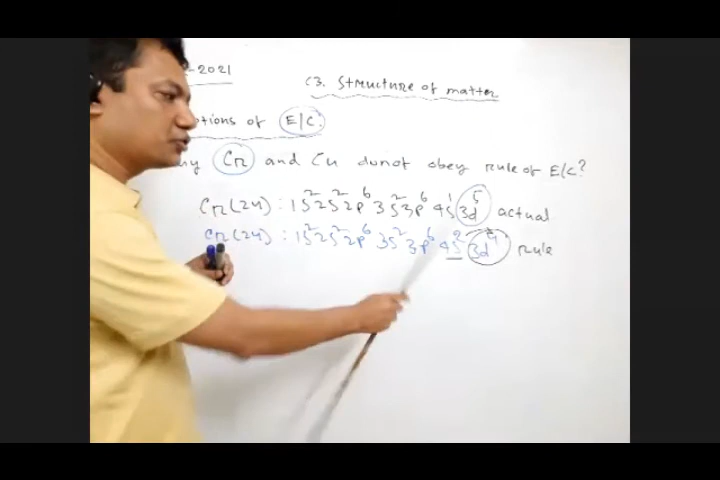 -2021
C3. Structure of matter
tions of E/C.
y Cr and Cu donot obey rule of E/C?
Cr(24) : 1s² 2s² 2p⁶ 3s² 3p⁶ 4s¹ 3d⁵ actual
Cr(24) : 1s² 2s² 2p⁶ 3s² 3p⁶ 4s² 3d⁴ rule